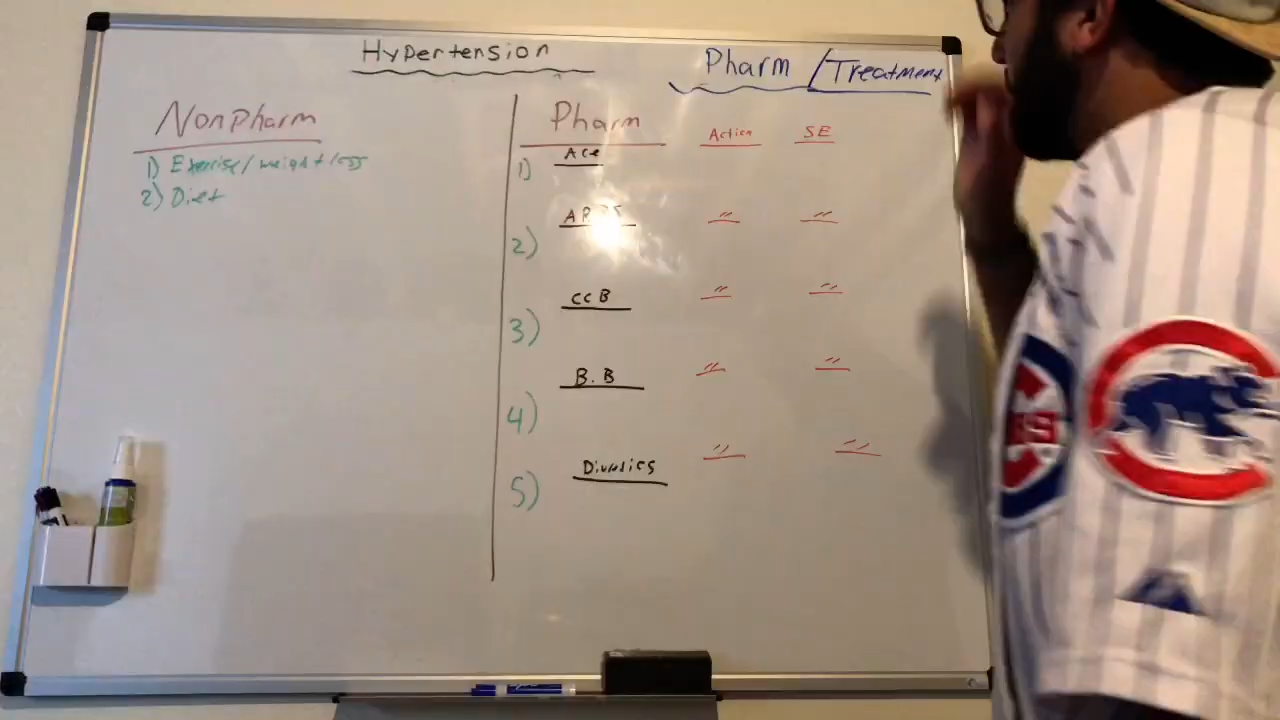 Hypertension
Pharm /Treatment
NonPharm
1) Exercise/weight loss
2) Diet
Pharm
Action
SE
1) Ace
2)
" "
3) CCB
" "
4) B.B
" "
5)
" "